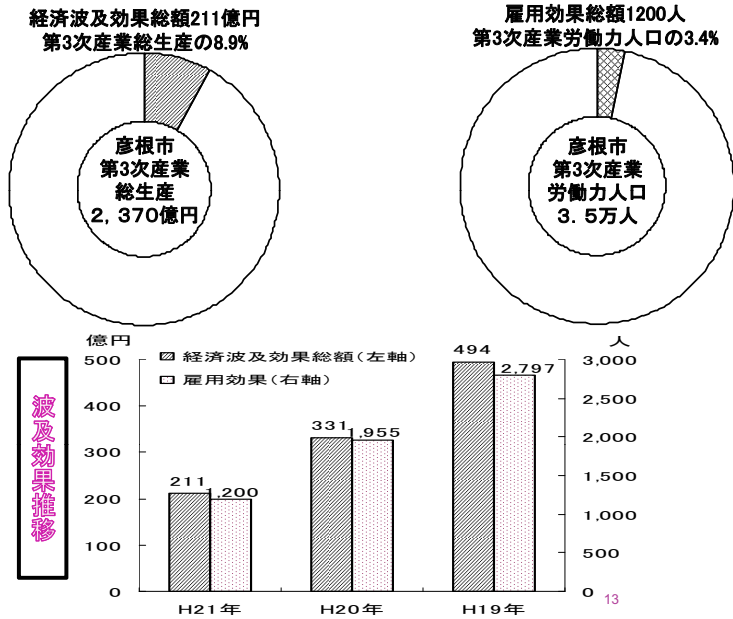 経済波及効果総額211億円
第3次産業総生産の8.9%
彦根市
第3次産業
総生産
２，３７０億円
雇用効果総額1200人
第3次産業労働力人口の3.4%
彦根市
第3次産業
労働力人口
３．５万人
波及効果推移
億円
人
経済波及効果総額（左軸）
雇用効果（右軸）
500
400
300
200
100
0
211
1,200
331
1,955
494
2,797
3,000
2,500
2,000
1,500
1,000
500
0
H21年
H20年
H19年
13